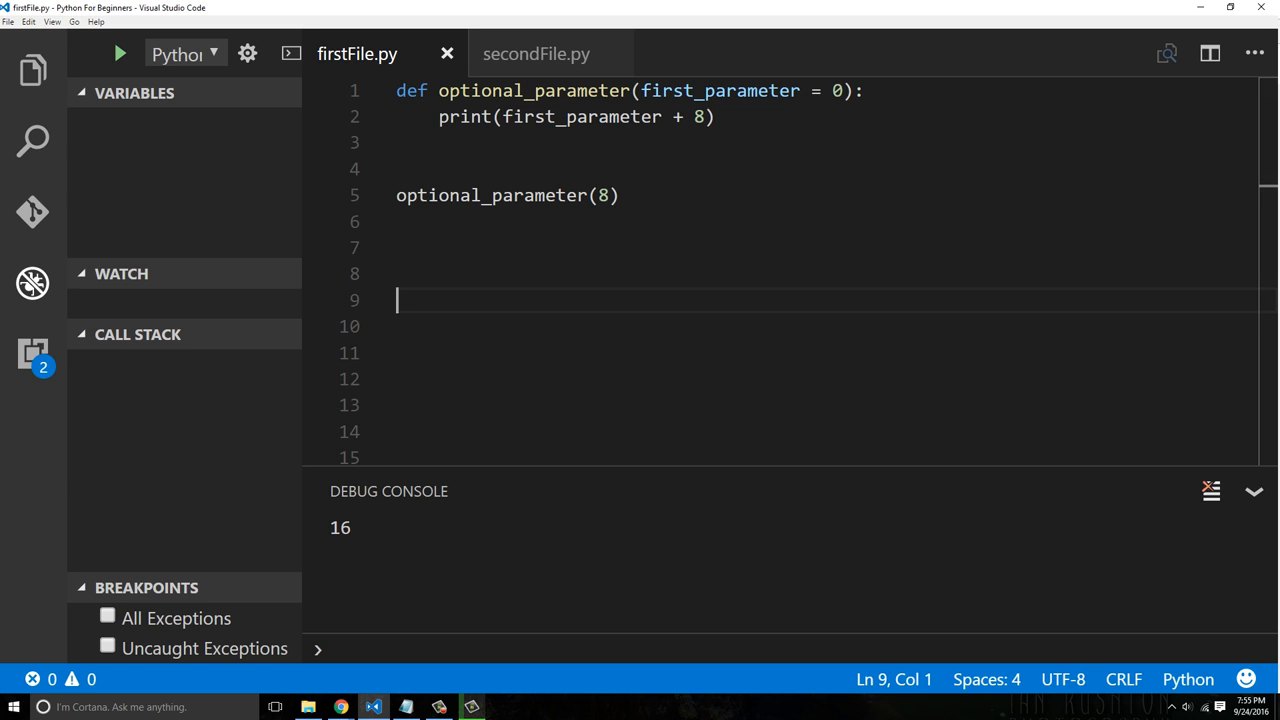 firstFile.py - Python For Beginners - Visual Studio Code
File Edit View Go Help
Python
firstFile.py
secondFile.py
VARIABLES
WATCH
CALL STACK
BREAKPOINTS
All Exceptions
Uncaught Exceptions
2
1 def optional_parameter(first_parameter = 0):
2 print(first_parameter + 8)
3
4
5 optional_parameter(8)
6
7
8
9
10
11
12
13
14
15
DEBUG CONSOLE
16
0 0
Ln 9, Col 1 Spaces: 4 UTF-8 CRLF Python
I'm Cortana. Ask me anything.
7:55 PM
9/24/2016